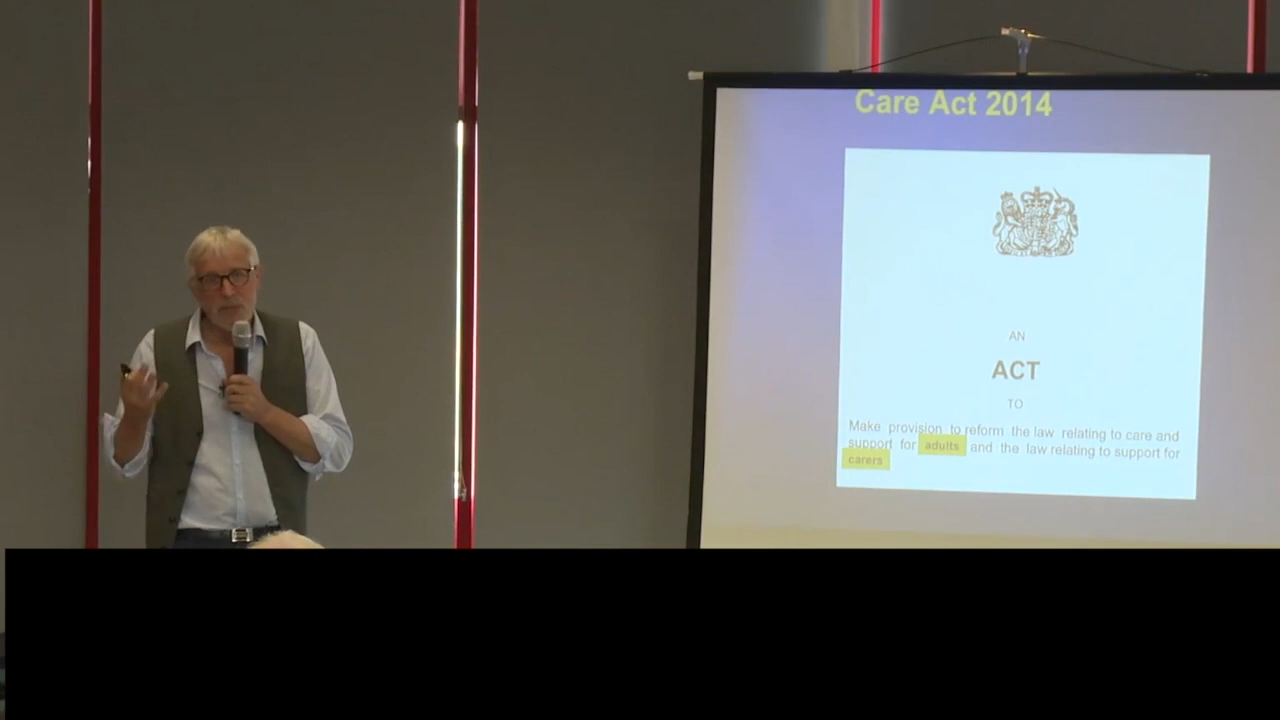 Care Act 2014
AN
ACT
TO
Make provision to reform the law relating to care and
support for adults and the law relating to support for
carers